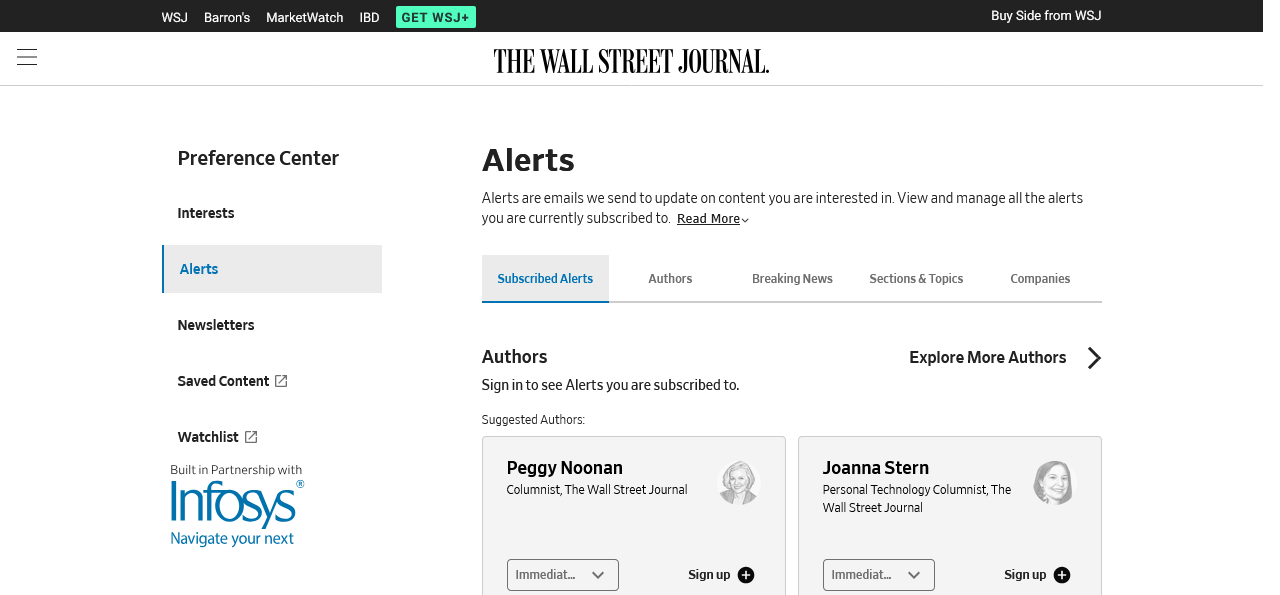 WSJ Barron's MarketWatch IBD GET WSJ+ Buy Side from WSJ
THE WALL STREET JOURNAL.
Preference Center
Interests
Alerts
Newsletters
Saved Content
Watchlist
Built in Partnership with
Infosys®
Navigate your next
Alerts
Alerts are emails we send to update on content you are interested in. View and manage all the alerts
you are currently subscribed to. Read More
Subscribed Alerts Authors Breaking News Sections & Topics Companies
Authors Explore More Authors
Sign in to see Alerts you are subscribed to.
Suggested Authors:
Peggy Noonan
Columnist, The Wall Street Journal
Immediat... Sign up
Joanna Stern
Personal Technology Columnist, The
Wall Street Journal
Immediat... Sign up